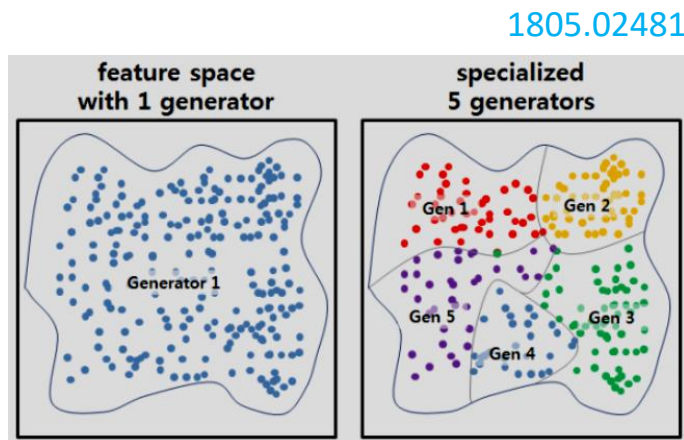 1805.02481
feature space
with 1 generator
specialized
5 generators
Generator 1
Gen 1
Gen 2
Gen 5
Gen 3
Gen 4